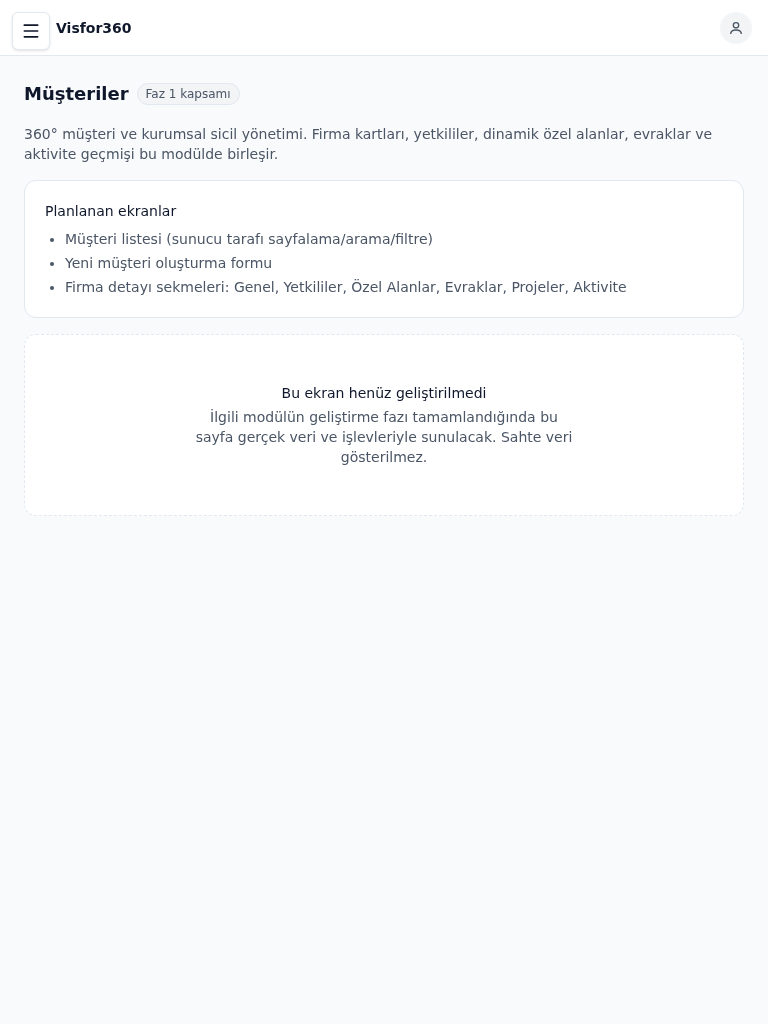 Visfor360
Müşteriler
Faz 1 kapsamı
360° müşteri ve kurumsal sicil yönetimi. Firma kartları, yetkililer, dinamik özel alanlar, evraklar ve
aktivite geçmişi bu modülde birleşir.
Planlanan ekranlar
• Müşteri listesi (sunucu tarafı sayfalama/arama/filtre)
• Yeni müşteri oluşturma formu
• Firma detayı sekmeleri: Genel, Yetkililer, Özel Alanlar, Evraklar, Projeler, Aktivite
Bu ekran henüz geliştirilmedi
İlgili modülün geliştirme fazı tamamlandığında bu
sayfa gerçek veri ve işlevleriyle sunulacak. Sahte veri
gösterilmez.